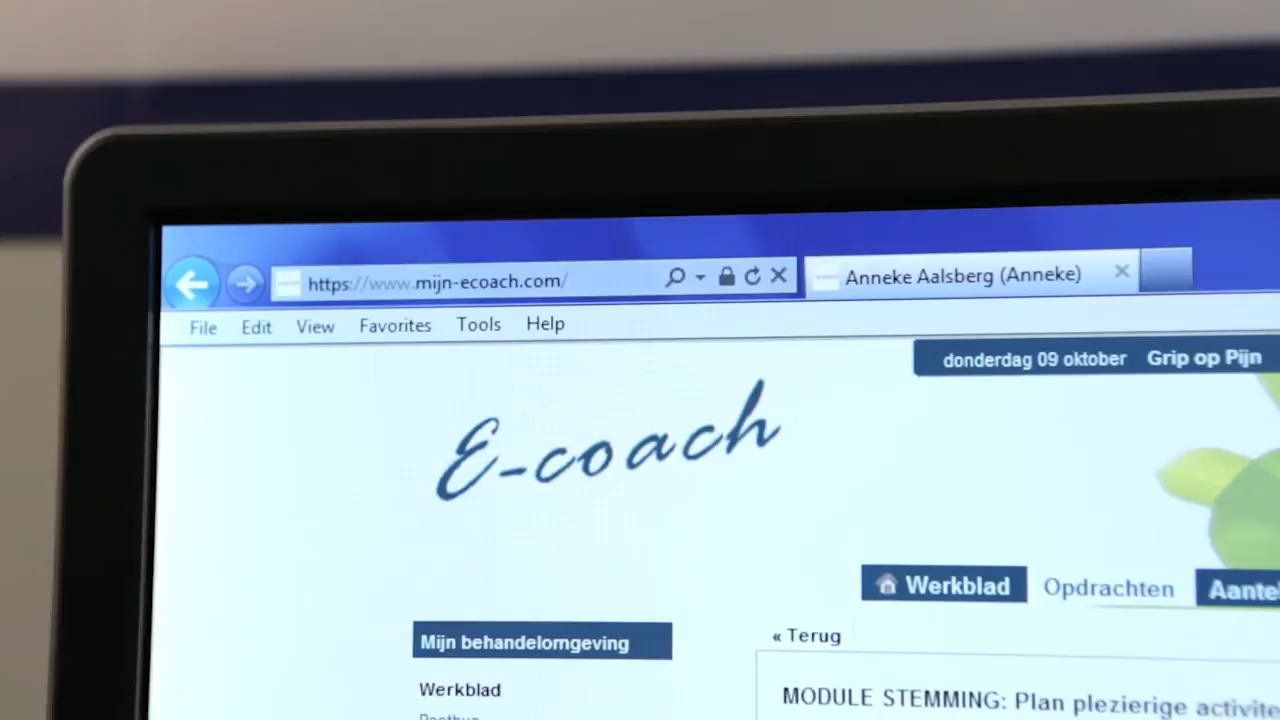 https://www.mijn-ecoach.com/
Anneke Aalsberg (Anneke)
File Edit View Favorites Tools Help
donderdag 09 oktober Grip op Pijn
E-coach
Werkblad Opdrachten
Mijn behandelomgeving
« Terug
Werkblad
MODULE STEMMING: Plan plezierige